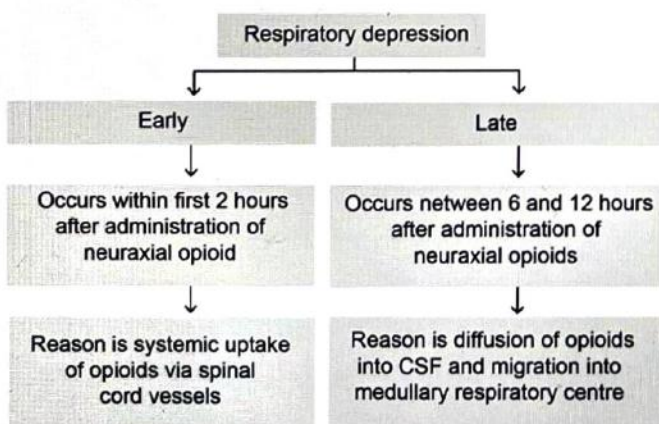 Respiratory depression
Early
Late
Occurs within first 2 hours
after administration of
neuraxial opioid
Occurs netween 6 and 12 hours
after administration of
neuraxial opioids
Reason is systemic uptake
of opioids via spinal
cord vessels
Reason is diffusion of opioids
into CSF and migration into
medullary respiratory centre